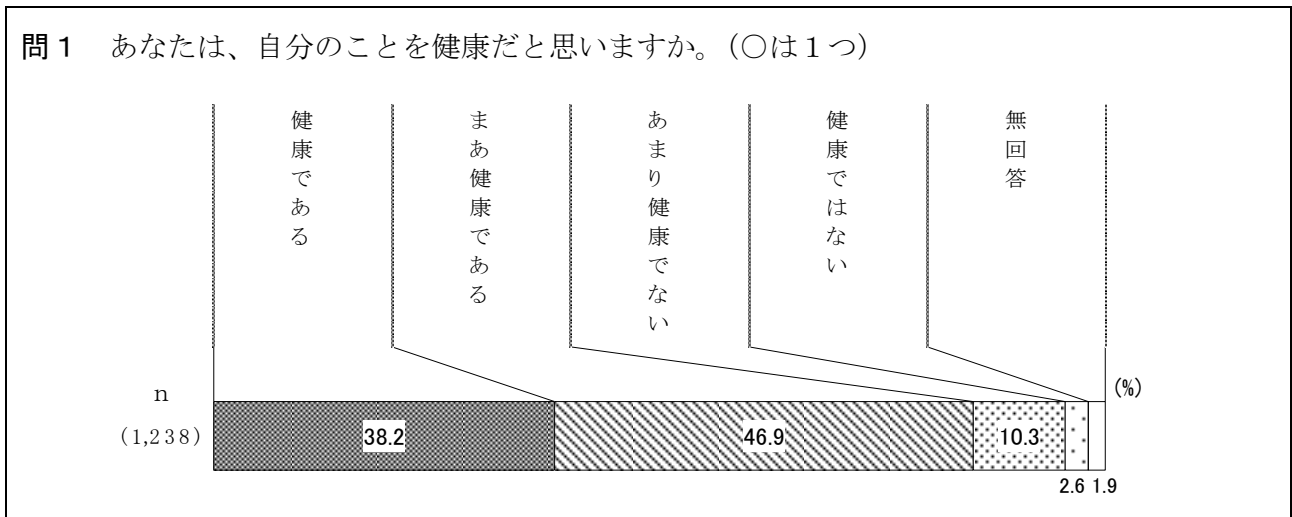 問1 あなたは、自分のことを健康だと思いますか。(○は1つ)
健康である
まあ健康である
あまり健康でない
健康ではない
無回答
(%)
n
(1,238)
38.2
46.9
10.3
2.6
1.9